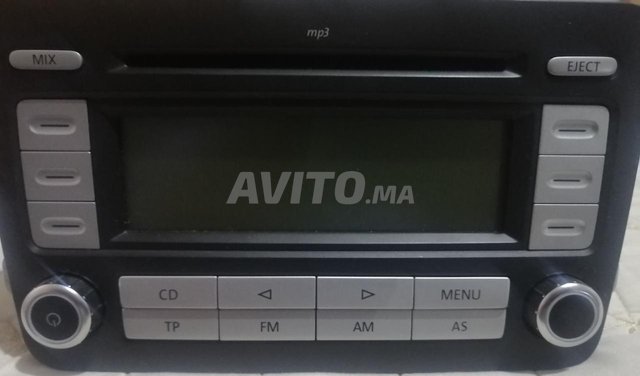 mp3
MIX
EJECT
AVITO.MA
CD
MENU
TP
FM
AM
AS